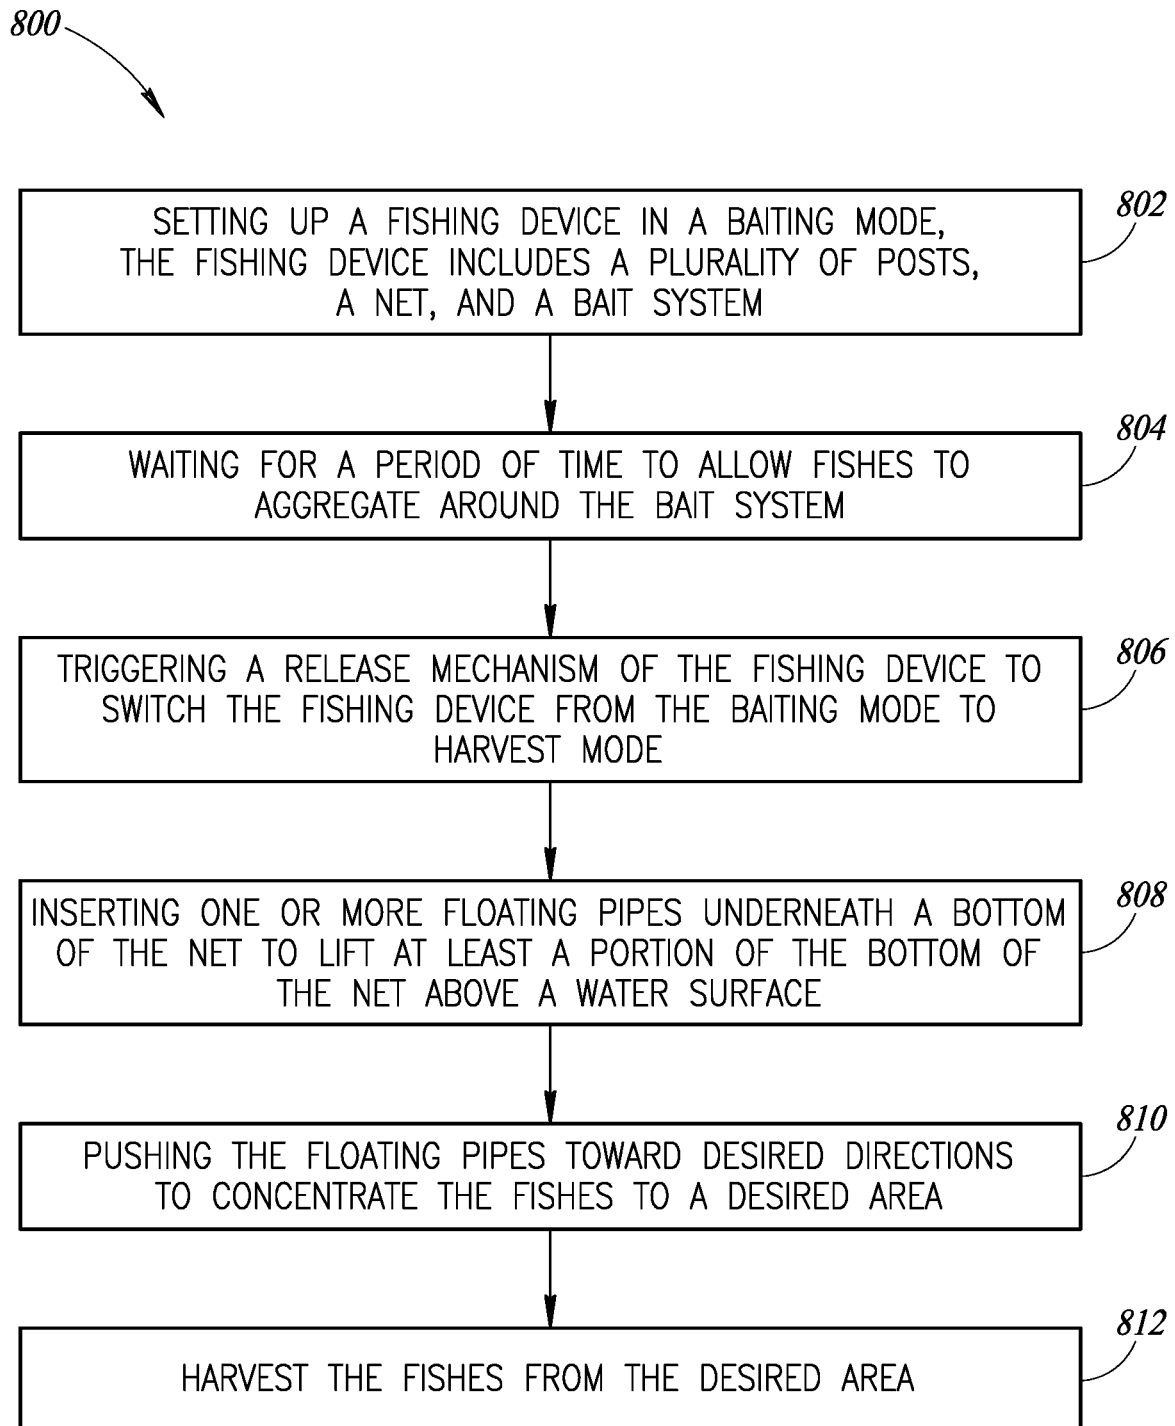 800
SETTING UP A FISHING DEVICE IN A BAITING MODE,
THE FISHING DEVICE INCLUDES A PLURALITY OF POSTS,
A NET, AND A BAIT SYSTEM
802
WAITING FOR A PERIOD OF TIME TO ALLOW FISHES TO
AGGREGATE AROUND THE BAIT SYSTEM
804
TRIGGERING A RELEASE MECHANISM OF THE FISHING DEVICE TO
SWITCH THE FISHING DEVICE FROM THE BAITING MODE TO
HARVEST MODE
806
INSERTING ONE OR MORE FLOATING PIPES UNDERNEATH A BOTTOM
OF THE NET TO LIFT AT LEAST A PORTION OF THE BOTTOM OF
THE NET ABOVE A WATER SURFACE
808
PUSHING THE FLOATING PIPES TOWARD DESIRED DIRECTIONS
TO CONCENTRATE THE FISHES TO A DESIRED AREA
810
HARVEST THE FISHES FROM THE DESIRED AREA
812